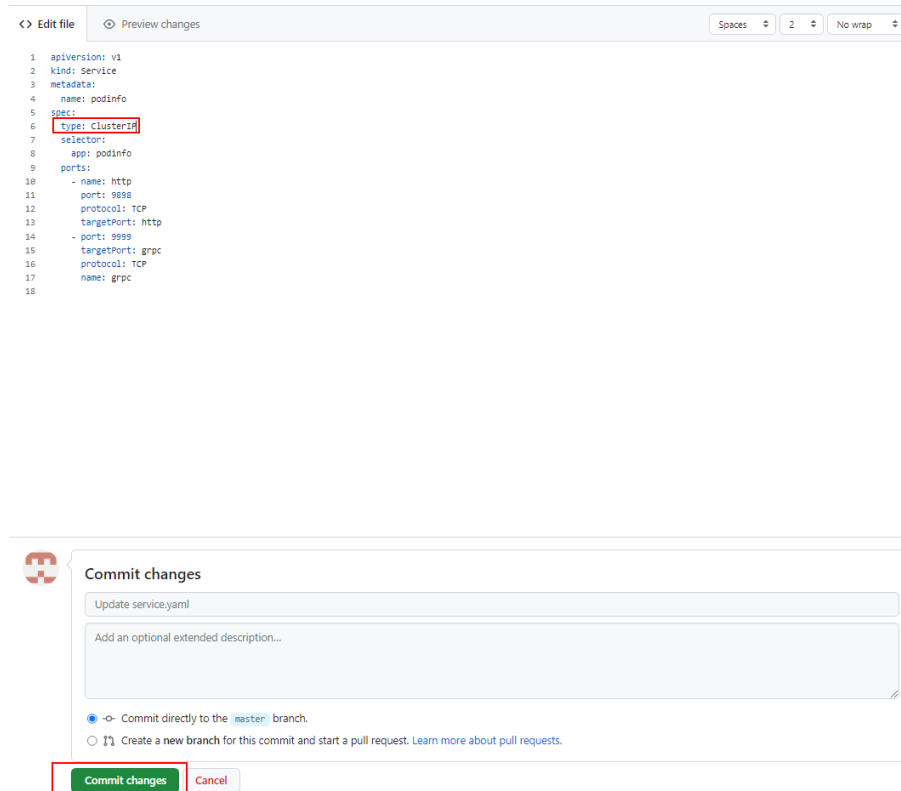 <> Edit file
Preview changes
Spaces
2
No wrap
1 apiVersion: v1
2 kind: Service
3 metadata:
4   name: podinfo
5 spec:
6   type: ClusterIP
7   selector:
8     app: podinfo
9   ports:
10     - name: http
11       port: 9898
12       protocol: TCP
13       targetPort: http
14     - port: 9999
15       targetPort: grpc
16       protocol: TCP
17       name: grpc
18
Commit changes
Update service.yaml
Add an optional extended description...
Commit directly to the master branch.
Create a new branch for this commit and start a pull request. Learn more about pull requests.
Commit changes
Cancel